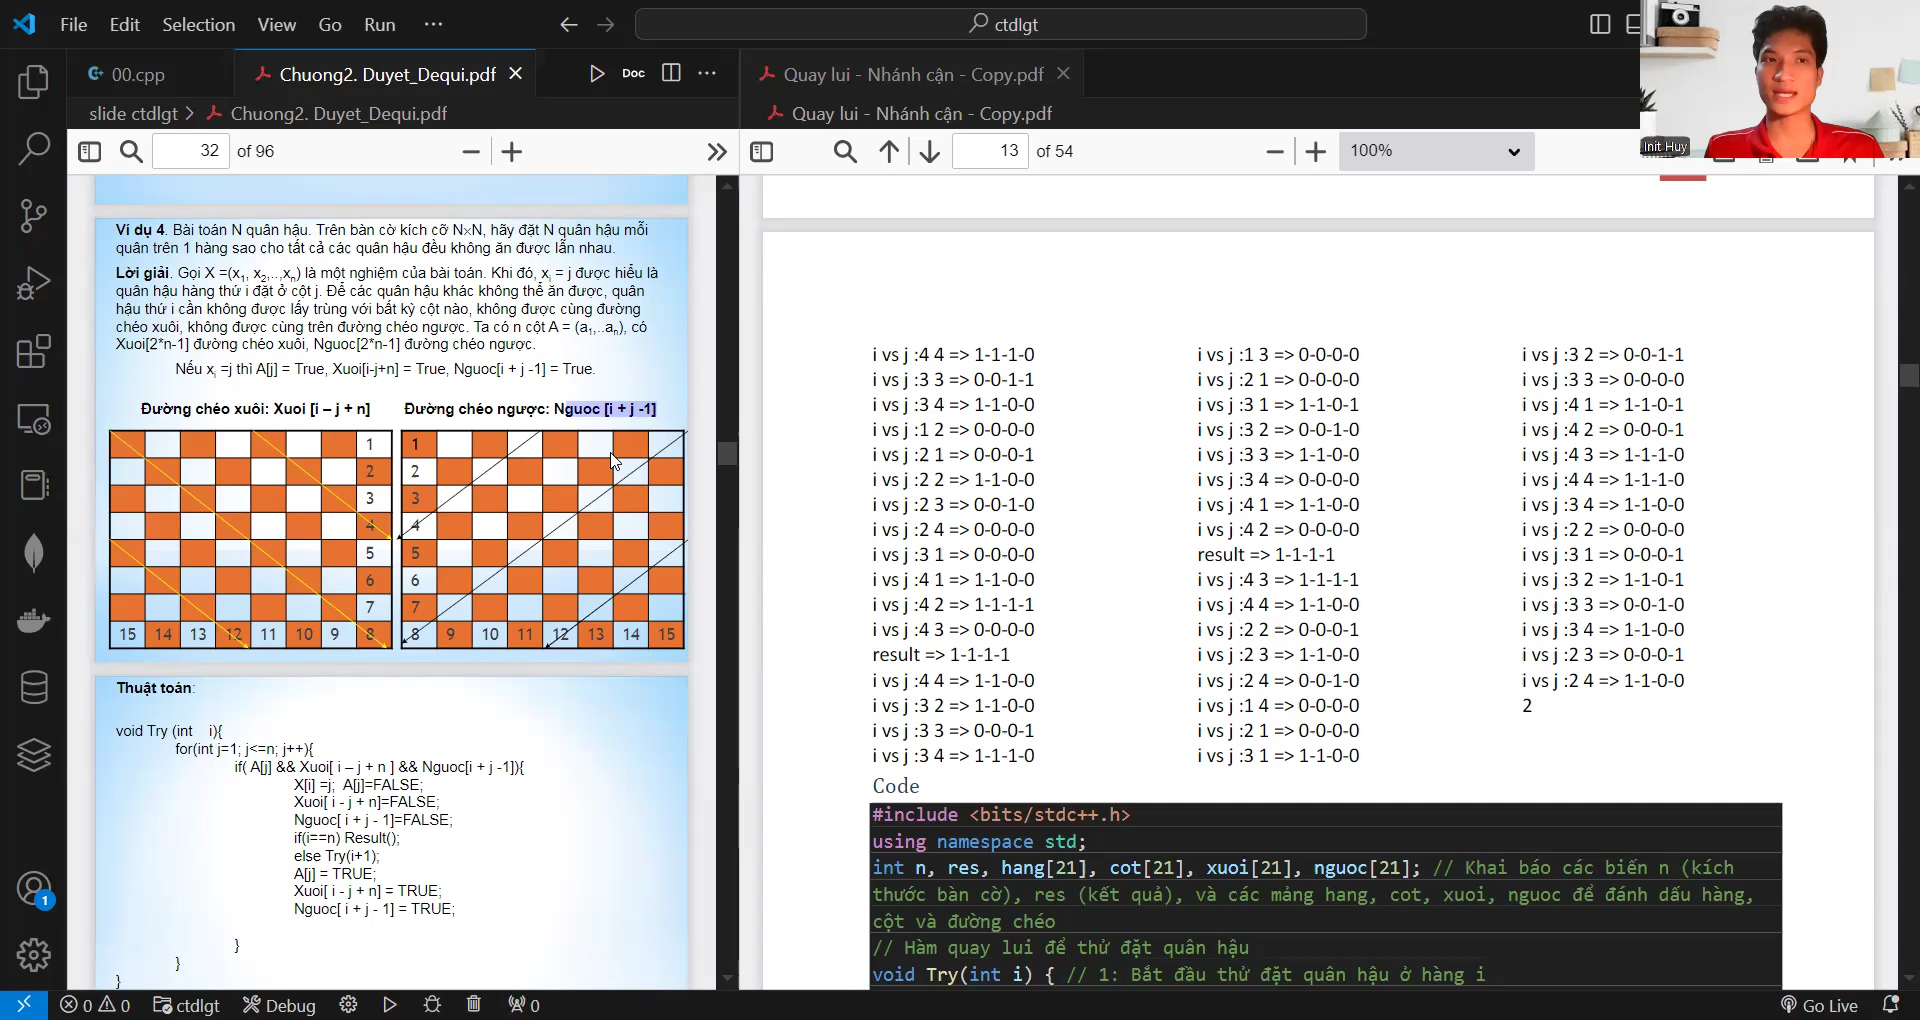 File Edit Selection View Go Run ···
ctdlgt
00.cpp
Chuong2. Duyet_Dequi.pdf
Doc
Quay lui - Nhánh cận - Copy.pdf
slide ctdlgt > Chuong2. Duyet_Dequi.pdf
Quay lui - Nhánh cận - Copy.pdf
Init Huy
32 of 96
13 of 54
100%
Ví dụ 4. Bài toán N quân hậu. Trên bàn cờ kích cỡ N×N, hãy đặt N quân hậu mỗi
quân trên 1 hàng sao cho tất cả các quân hậu đều không ăn được lẫn nhau.
Lời giải. Gọi X =(x1, x2,..,xn) là một nghiệm của bài toán. Khi đó, xi = j được hiểu là
quân hậu hàng thứ i đặt ở cột j. Để các quân hậu khác không thể ăn được, quân
hậu thứ i cần không được lấy trùng với bất kỳ cột nào, không được cùng đường
chéo xuôi, không được cùng trên đường chéo ngược. Ta có n cột A = (a1,..an), có
Xuoi[2*n-1] đường chéo xuôi, Nguoc[2*n-1] đường chéo ngược.
Nếu xi =j thì A[j] = True, Xuoi[i-j+n] = True, Nguoc[i + j -1] = True.
Đường chéo xuôi: Xuoi [i – j + n]
Đường chéo ngược: Nguoc [i + j -1]
1
2
3
4
5
6
7
15 14 13 12 11 10 9 8
1
2
3
4
5
6
7
8 9 10 11 12 13 14 15
Thuật toán:
void Try (int i){
for(int j=1; j<=n; j++){
if( A[j] && Xuoi[ i – j + n ] && Nguoc[i + j -1]){
X[i] =j; A[j]=FALSE;
Xuoi[ i - j + n]=FALSE;
Nguoc[ i + j - 1]=FALSE;
if(i==n) Result();
else Try(i+1);
A[j] = TRUE;
Xuoi[ i - j + n] = TRUE;
Nguoc[ i + j - 1] = TRUE;
}
}
}
i vs j :4 4 => 1-1-1-0
i vs j :3 3 => 0-0-1-1
i vs j :3 4 => 1-1-0-0
i vs j :1 2 => 0-0-0-0
i vs j :2 1 => 0-0-0-1
i vs j :2 2 => 1-1-0-0
i vs j :2 3 => 0-0-1-0
i vs j :2 4 => 0-0-0-0
i vs j :3 1 => 0-0-0-0
i vs j :4 1 => 1-1-0-0
i vs j :4 2 => 1-1-1-1
i vs j :4 3 => 0-0-0-0
result => 1-1-1-1
i vs j :4 4 => 1-1-0-0
i vs j :3 2 => 1-1-0-0
i vs j :3 3 => 0-0-0-1
i vs j :3 4 => 1-1-1-0
i vs j :1 3 => 0-0-0-0
i vs j :2 1 => 0-0-0-0
i vs j :3 1 => 1-1-0-1
i vs j :3 2 => 0-0-1-0
i vs j :3 3 => 1-1-0-0
i vs j :3 4 => 0-0-0-0
i vs j :4 1 => 1-1-0-0
i vs j :4 2 => 0-0-0-0
result => 1-1-1-1
i vs j :4 3 => 1-1-1-1
i vs j :4 4 => 1-1-0-0
i vs j :2 2 => 0-0-0-1
i vs j :2 3 => 1-1-0-0
i vs j :2 4 => 0-0-1-0
i vs j :1 4 => 0-0-0-0
i vs j :2 1 => 0-0-0-0
i vs j :3 1 => 1-1-0-0
i vs j :3 2 => 0-0-1-1
i vs j :3 3 => 0-0-0-0
i vs j :4 1 => 1-1-0-1
i vs j :4 2 => 0-0-0-1
i vs j :4 3 => 1-1-1-0
i vs j :4 4 => 1-1-1-0
i vs j :3 4 => 1-1-0-0
i vs j :2 2 => 0-0-0-0
i vs j :3 1 => 0-0-0-1
i vs j :3 2 => 1-1-0-1
i vs j :3 3 => 0-0-1-0
i vs j :3 4 => 1-1-0-0
i vs j :2 3 => 0-0-0-1
i vs j :2 4 => 1-1-0-0
2
Code
#include <bits/stdc++.h>
using namespace std;
int n, res, hang[21], cot[21], xuoi[21], nguoc[21]; // Khai báo các biến n (kích
thước bàn cờ), res (kết quả), và các mảng hang, cot, xuoi, nguoc để đánh dấu hàng,
cột và đường chéo
// Hàm quay lui để thử đặt quân hậu
void Try(int i) { // 1: Bắt đầu thử đặt quân hậu ở hàng i
1
0 0 ctdlgt Debug 0 Go Live